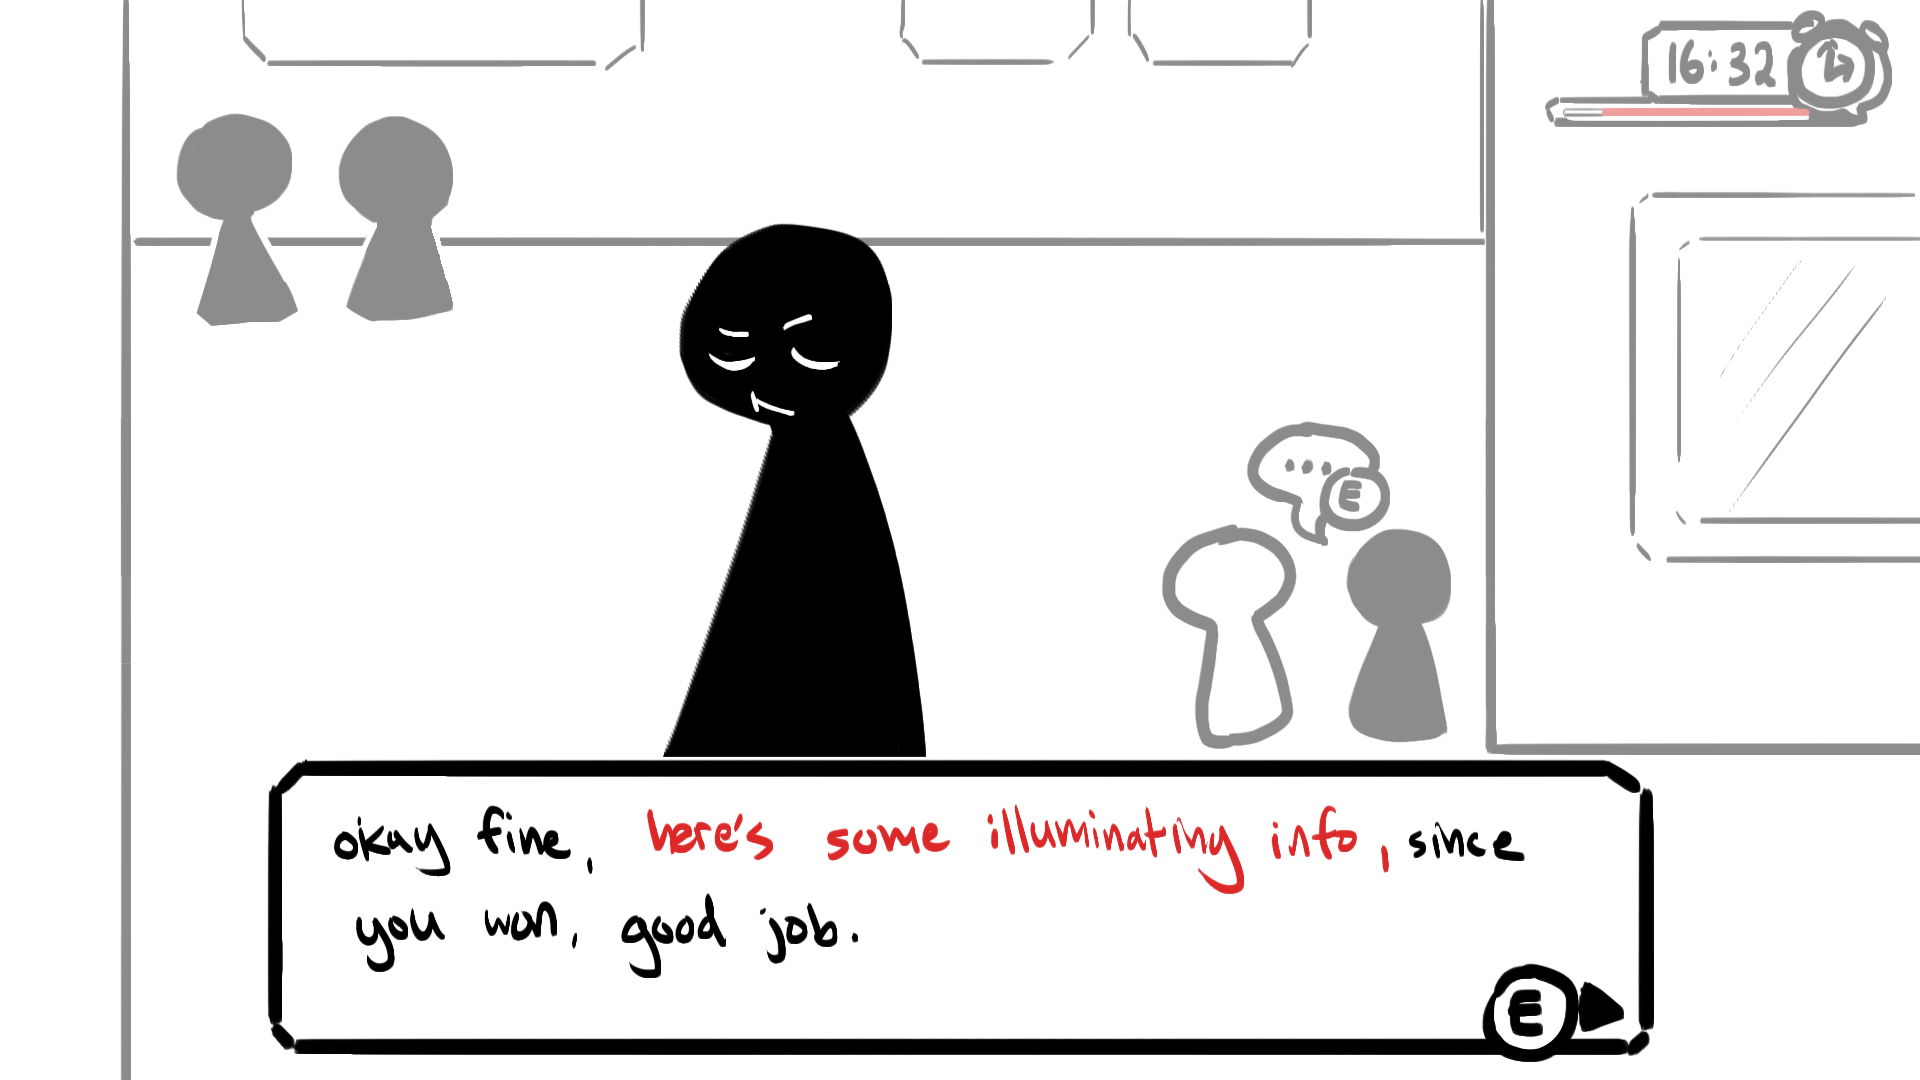 16:32
... E
okay fine, here's some illuminating info, since
you won, good job.
E